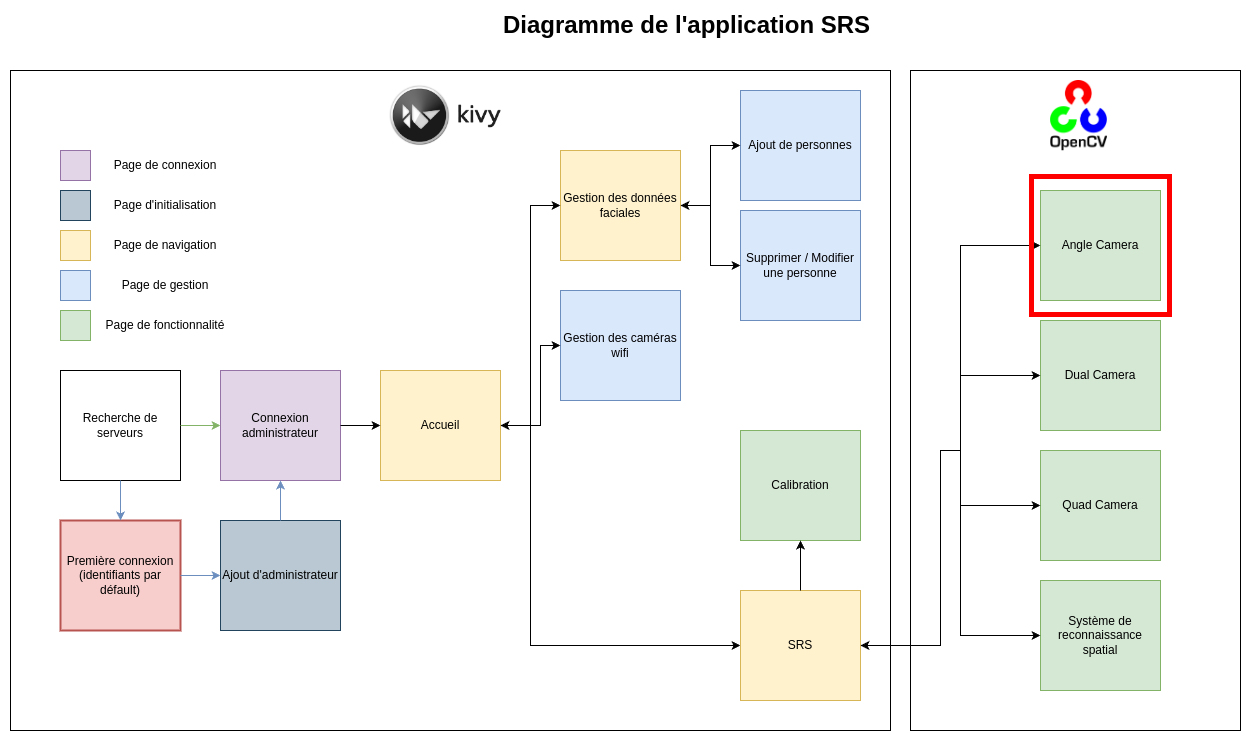 Diagramme de l'application SRS
kivy
OpenCV
Page de connexion
Page d'initialisation
Page de navigation
Page de gestion
Page de fonctionnalité
Recherche de
serveurs
Connexion
administrateur
Accueil
Première connexion
(identifiants par
défault)
Ajout d'administrateur
Gestion des données
faciales
Gestion des caméras
wifi
Ajout de personnes
Supprimer / Modifier
une personne
Calibration
SRS
Angle Camera
Dual Camera
Quad Camera
Système de
reconnaissance
spatial